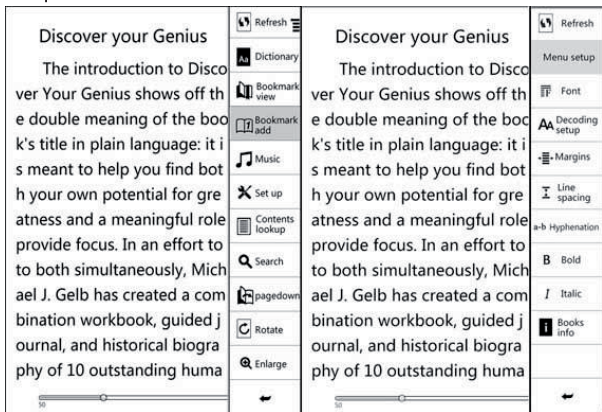 Discover your Genius
The introduction to Disco
ver Your Genius shows off th
e double meaning of the boo
k's title in plain language: it i
s meant to help you find bot
h your own potential for gre
atness and a meaningful role
provide focus. In an effort to
to both simultaneously, Mich
ael J. Gelb has created a com
bination workbook, guided j
ournal, and historical biogra
phy of 10 outstanding huma
50
Refresh
Aa Dictionary
Bookmark
view
Bookmark
add
Music
Set up
Contents
lookup
Search
pagedown
Rotate
Enlarge
Discover your Genius
The introduction to Disco
ver Your Genius shows off th
e double meaning of the boo
k's title in plain language: it i
s meant to help you find bot
h your own potential for gre
atness and a meaningful role
provide focus. In an effort to
to both simultaneously, Mich
ael J. Gelb has created a com
bination workbook, guided j
ournal, and historical biogra
phy of 10 outstanding huma
50
Refresh
Menu setup
Font
AA Decoding
setup
Margins
Line
spacing
a-b Hyphenation
B Bold
I Italic
i Books
info